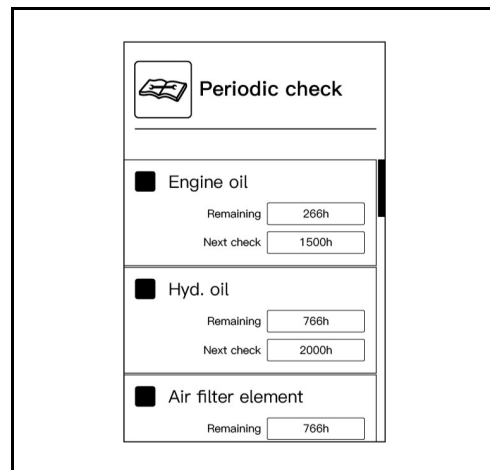 Periodic check
Engine oil
Remaining 266h
Next check 1500h
Hyd. oil
Remaining 766h
Next check 2000h
Air filter element
Remaining 766h